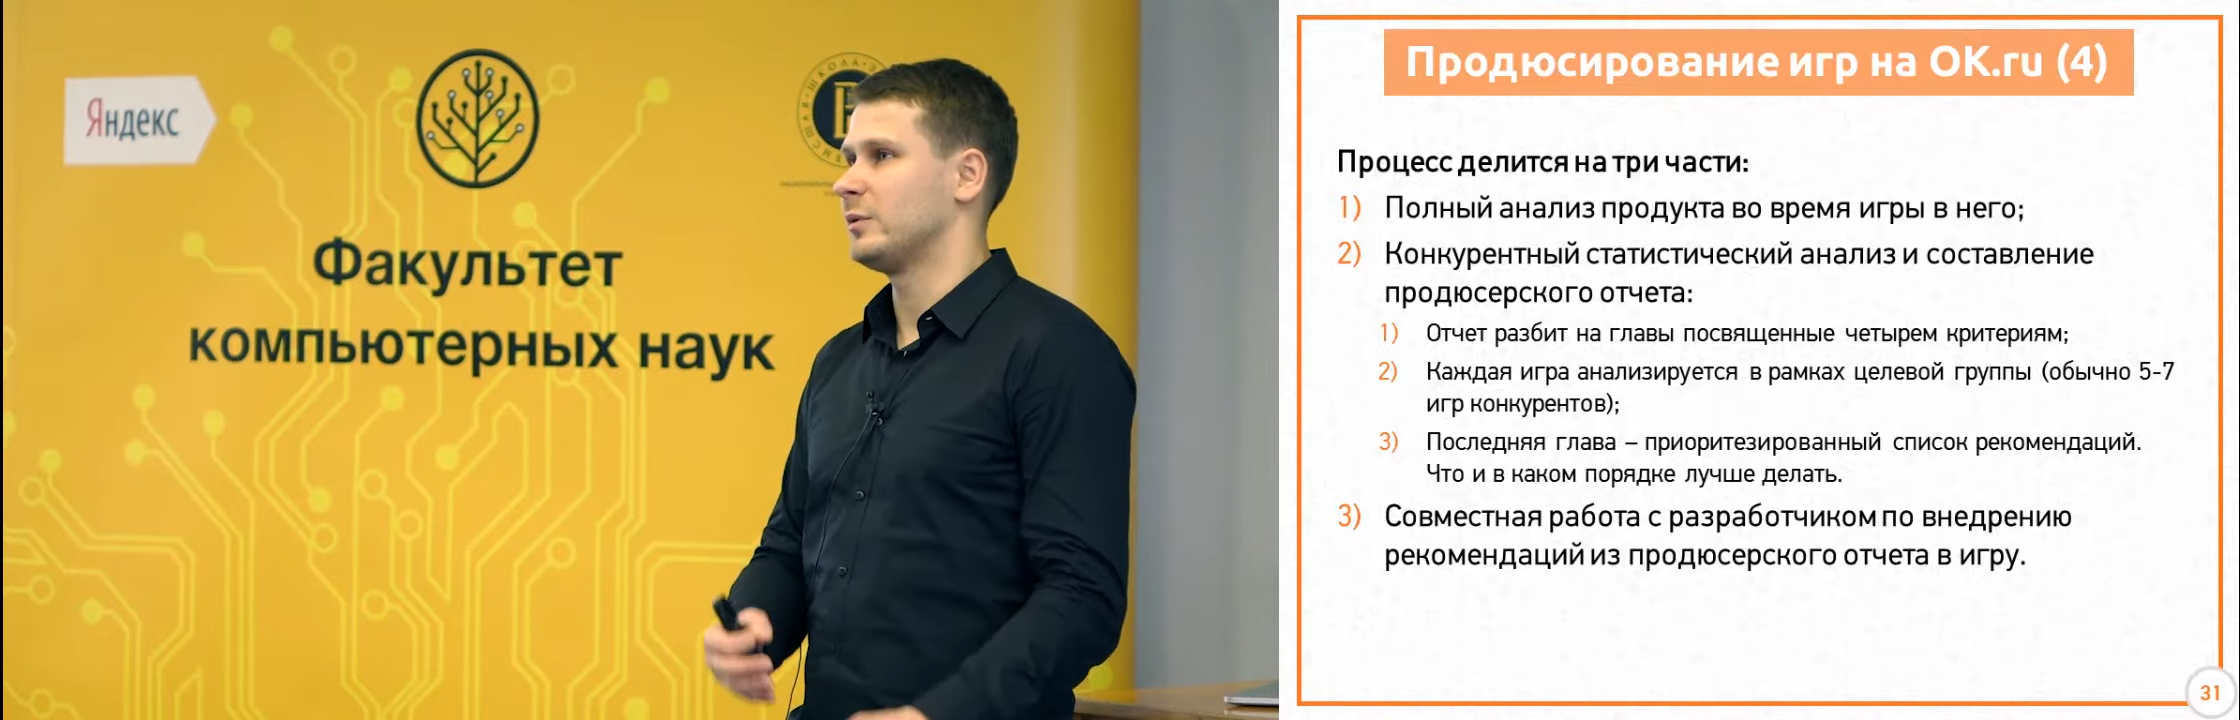 Яндекс
Факультет
компьютерных наук
Продюсирование игр на OK.ru (4)
Процесс делится на три части:
1) Полный анализ продукта во время игры в него;
2) Конкурентный статистический анализ и составление
продюсерского отчета:
1) Отчет разбит на главы посвященные четырем критериям;
2) Каждая игра анализируется в рамках целевой группы (обычно 5-7
игр конкурентов);
3) Последняя глава – приоритезированный список рекомендаций.
Что и в каком порядке лучше делать.
3) Совместная работа с разработчиком по внедрению
рекомендаций из продюсерского отчета в игру.
31